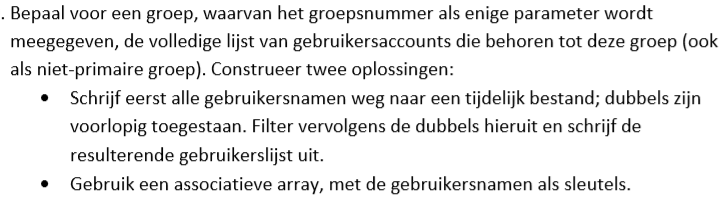 . Bepaal voor een groep, waarvan het groepsnummer als enige parameter wordt
meegegeven, de volledige lijst van gebruikersaccounts die behoren tot deze groep (ook
als niet-primaire groep). Construeer twee oplossingen:
• Schrijf eerst alle gebruikersnamen weg naar een tijdelijk bestand; dubbels zijn
voorlopig toegestaan. Filter vervolgens de dubbels hieruit en schrijf de
resulterende gebruikerslijst uit.
• Gebruik een associatieve array, met de gebruikersnamen als sleutels.